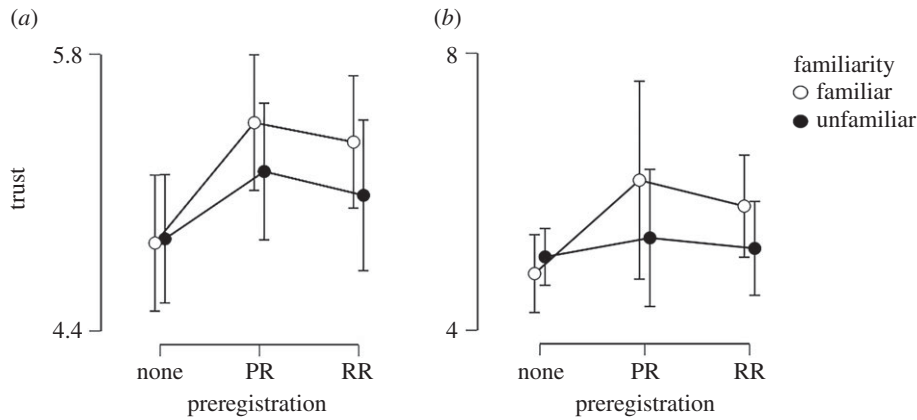 (a)
5.8
trust
4.4
none PR RR
preregistration
(b)
8
4
none PR RR
preregistration
familiarity
familiar
unfamiliar